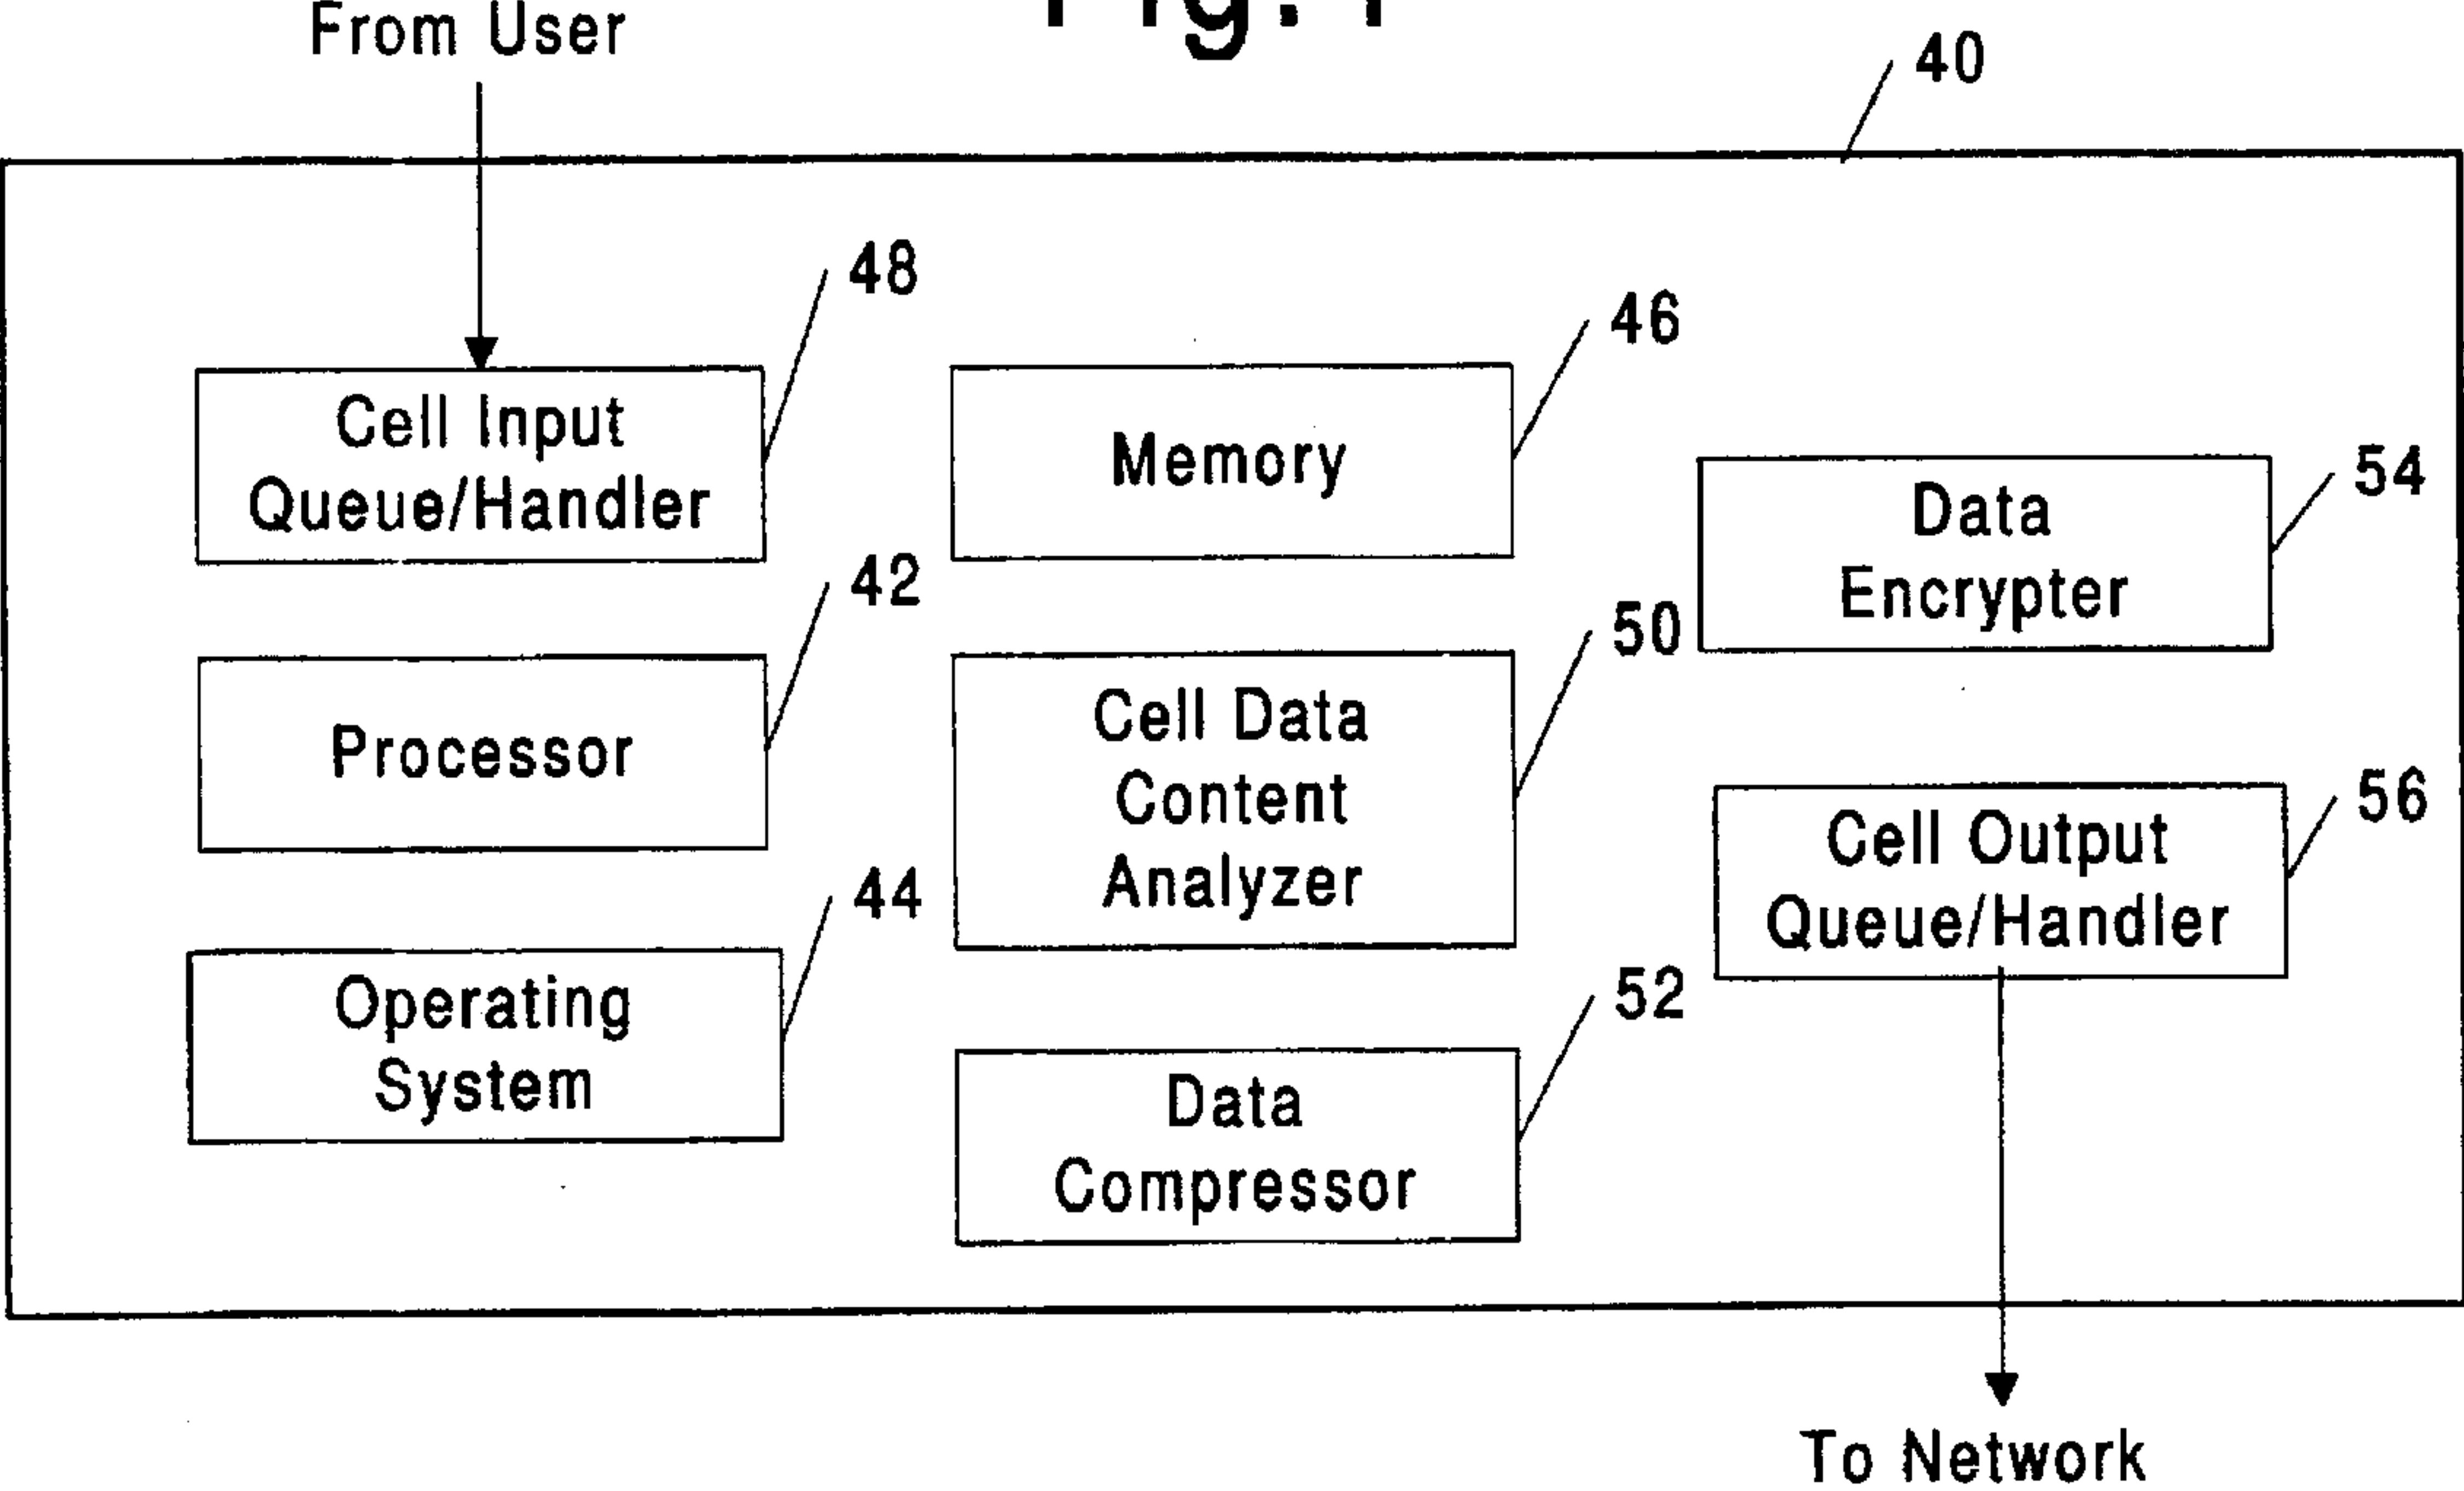 From User
40
48
Cell Input
Queue/Handler
46
Memory
54
Data
Encrypter
42
Processor
50
Cell Data
Content
Analyzer
56
Cell Output
Queue/Handler
44
Operating
System
52
Data
Compressor
To Network